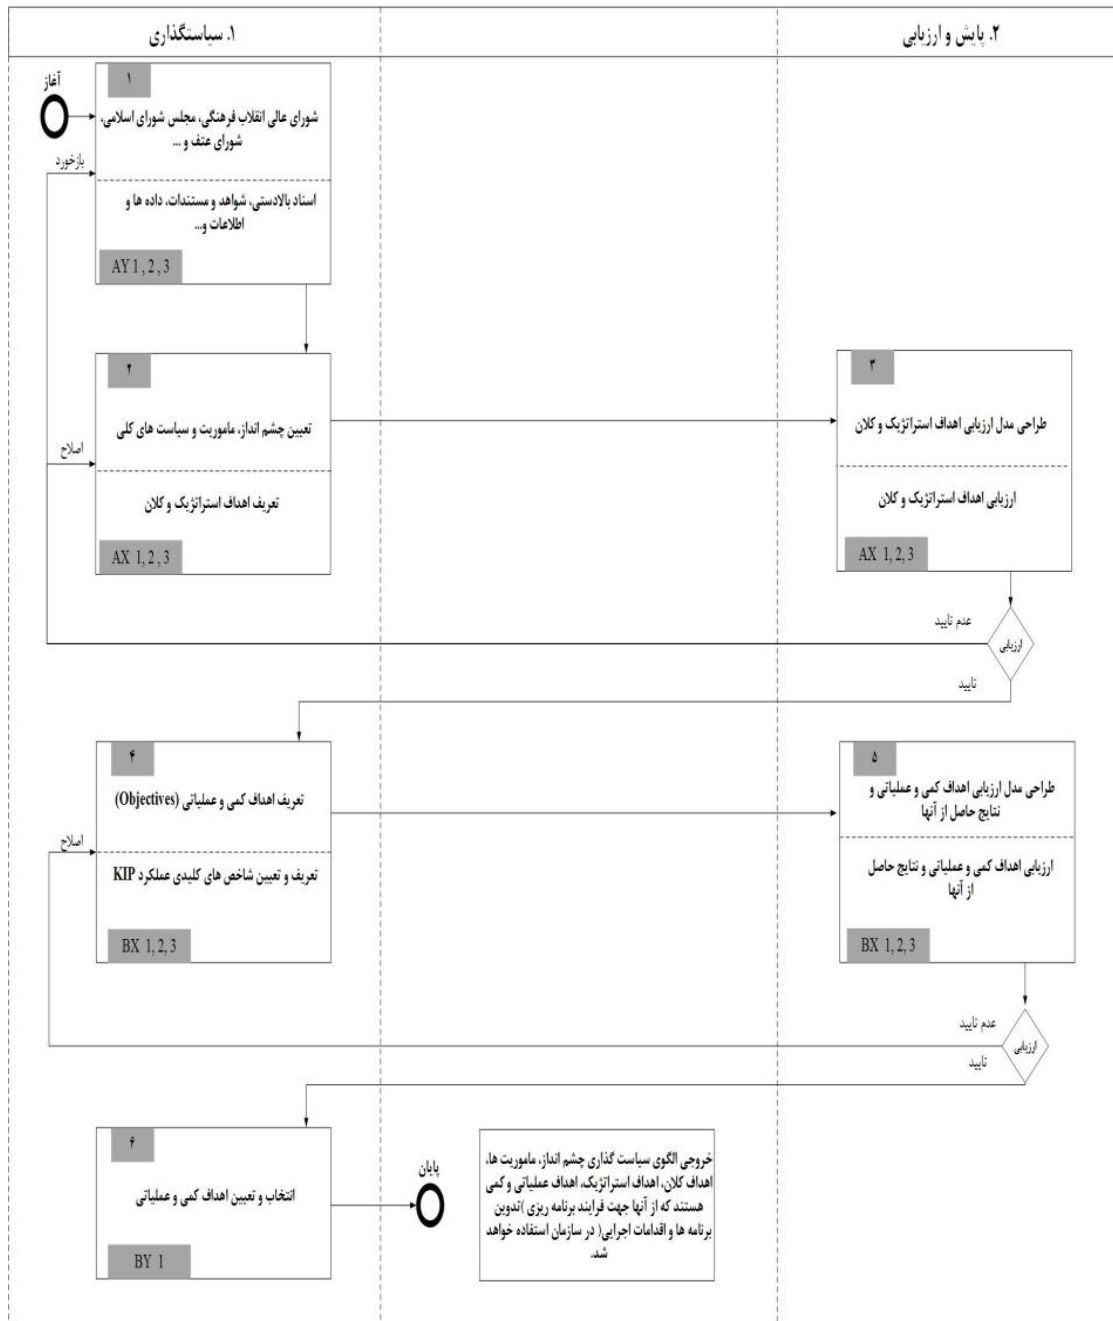 ۱. سیاستگذاری
۲. پایش و ارزیابی
آغاز
۱
شورای عالی انقلاب فرهنگی، مجلس شورای اسلامی،
شورای عتف و ...
بازخورد
اسناد بالادستی، شواهد و مستندات، داده ها و
اطلاعات و...
AY 1 , 2 , 3
۲
تعیین چشم انداز، ماموریت و سیاست های کلی
اصلاح
تعریف اهداف استراتژیک و کلان
AX 1, 2 , 3
۳
طراحی مدل ارزیابی اهداف استراتژیک و کلان
ارزیابی اهداف استراتژیک و کلان
AX 1, 2, 3
عدم تایید
ارزیابی
تایید
۴
تعریف اهداف کمی و عملیاتی (Objectives)
اصلاح
تعریف و تعیین شاخص های کلیدی عملکرد KIP
BX 1, 2, 3
۵
طراحی مدل ارزیابی اهداف کمی و عملیاتی و
نتایج حاصل از آنها
ارزیابی اهداف کمی و عملیاتی و نتایج حاصل
از آنها
BX 1, 2, 3
عدم تایید
ارزیابی
تایید
۶
انتخاب و تعیین اهداف کمی و عملیاتی
BY 1
پایان
خروجی الگوی سیاست گذاری چشم انداز، ماموریت ها،
اهداف کلان، اهداف استراتژیک، اهداف عملیاتی و کمی
هستند که از آنها جهت فرایند برنامه ریزی )تدوین
برنامه ها و اقدامات اجرایی( در سازمان استفاده خواهد
شد.